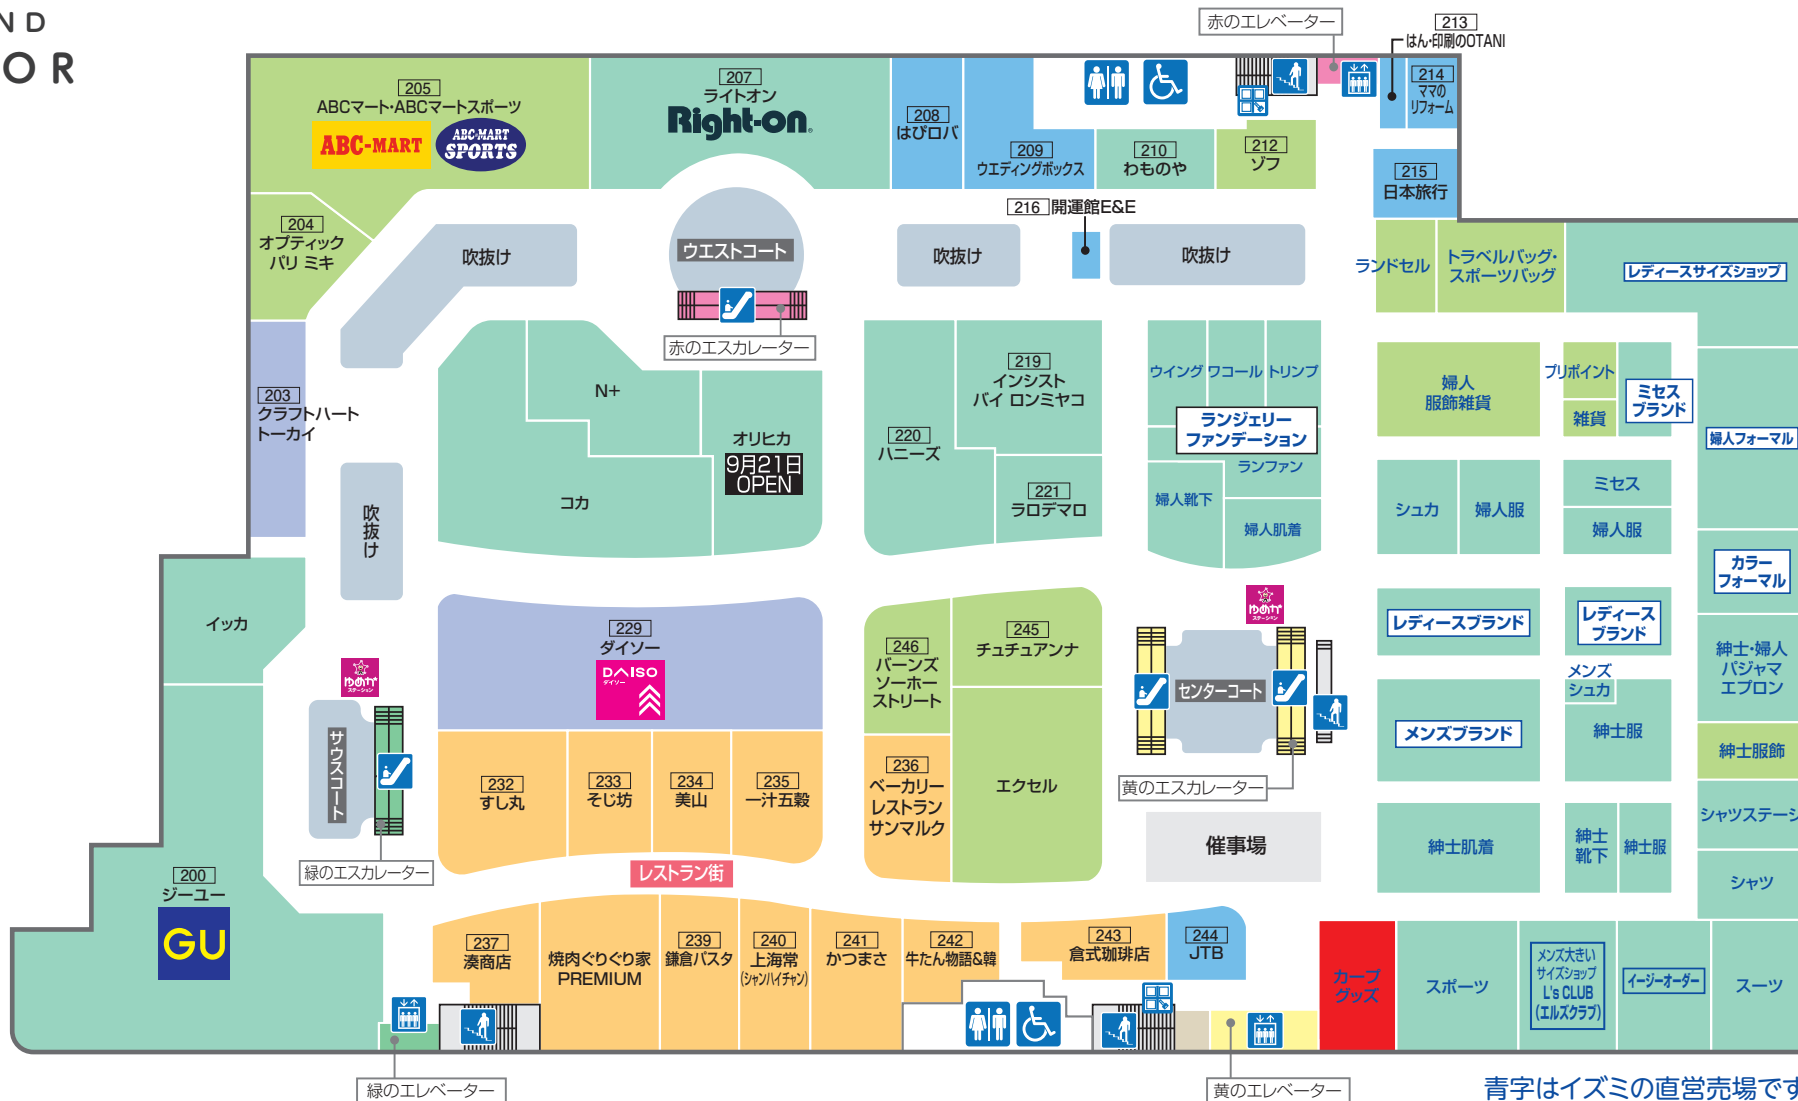 ND
OR
赤のエレベーター
213
はん・印刷のOTANI
205
ABCマート・ABCマートスポーツ
ABC-MART
ABC-MART
SPORTS
207
ライトオン
Right-on.
208
はぴロバ
209
ウエディングボックス
210
わものや
212
ゾフ
214
ママの
リフォーム
215
日本旅行
204
オプティック
パリ ミキ
吹抜け
ウエストコート
赤のエスカレーター
吹抜け
216
開運館E&E
吹抜け
ランドセル
トラベルバッグ・
スポーツバッグ
レディースサイズショップ
203
クラフトハート
トーカイ
吹抜け
N+
コカ
オリヒカ
9月21日
OPEN
219
インシスト
バイ ロンミヤコ
220
ハニーズ
221
ラロデマロ
ウイング
ワコール
トリンプ
ランジェリー
ファンデーション
ランファン
婦人靴下
婦人肌着
婦人
服飾雑貨
プリポイント
雑貨
ミセス
ブランド
婦人フォーマル
シュカ
婦人服
ミセス
婦人服
カラー
フォーマル
イッカ
ゆめか
ステーション
サウスコート
緑のエスカレーター
229
ダイソー
DAISO
ダイソー
232
すし丸
233
そじ坊
234
美山
235
一汁五穀
レストラン街
246
バーンズ
ソーホー
ストリート
245
チュチュアンナ
236
ベーカリー
レストラン
サンマルク
エクセル
ゆめか
ステーション
センターコート
黄のエスカレーター
催事場
レディースブランド
レディース
ブランド
紳士・婦人
パジャマ
エプロン
メンズ
シュカ
メンズブランド
紳士服
紳士服飾
シャツステージ
紳士肌着
紳士
靴下
紳士服
シャツ
200
ジーユー
GU
237
湊商店
焼肉ぐりぐり家
PREMIUM
239
鎌倉パスタ
240
上海常
(シャンハイチャン)
241
かつまさ
242
牛たん物語&韓
243
倉式珈琲店
244
JTB
カープ
グッズ
スポーツ
メンズ大きい
サイズショップ
L's CLUB
(エルズクラブ)
イージーオーダー
スーツ
緑のエレベーター
黄のエレベーター
青字はイズミの直営売場です